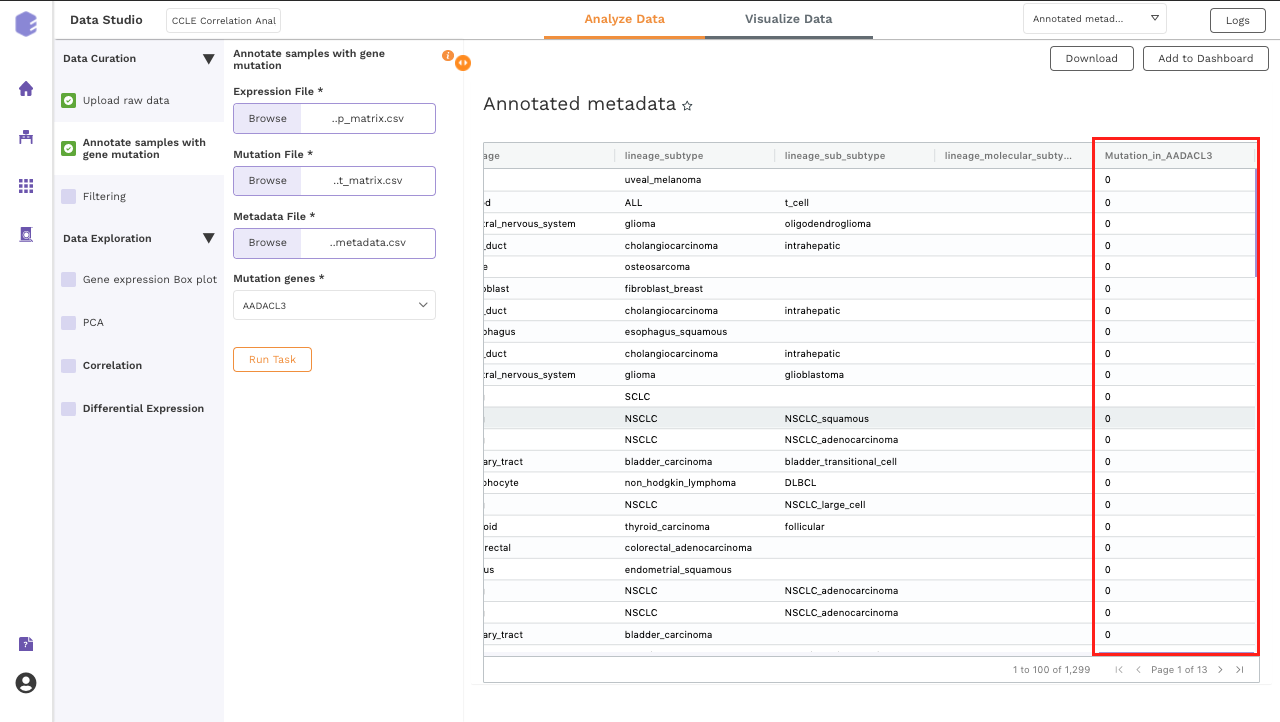 Data Studio
CCLE Correlation Anal
Analyze Data
Visualize Data
Annotated metad...
Logs
Data Curation
Upload raw data
Annotate samples with
gene mutation
Filtering
Data Exploration
Gene expression Box plot
PCA
Correlation
Differential Expression
Annotate samples with gene
mutation
i
Expression File *
Browse ..p_matrix.csv
Mutation File *
Browse ..t_matrix.csv
Metadata File *
Browse ..metadata.csv
Mutation genes *
AADACL3
Run Task
Download
Add to Dashboard
Annotated metadata
age lineage_subtype lineage_sub_subtype lineage_molecular_subty... Mutation_in_AADACL3
uveal_melanoma 0
d ALL t_cell 0
tral_nervous_system glioma oligodendroglioma 0
_duct cholangiocarcinoma intrahepatic 0
e osteosarcoma 0
oblast fibroblast_breast 0
_duct cholangiocarcinoma intrahepatic 0
phagus esophagus_squamous 0
_duct cholangiocarcinoma intrahepatic 0
tral_nervous_system glioma glioblastoma 0
SCLC 0
NSCLC NSCLC_squamous 0
NSCLC NSCLC_adenocarcinoma 0
ary_tract bladder_carcinoma bladder_transitional_cell 0
phocyte non_hodgkin_lymphoma DLBCL 0
NSCLC NSCLC_large_cell 0
oid thyroid_carcinoma follicular 0
rectal colorectal_adenocarcinoma 0
us endometrial_squamous 0
NSCLC NSCLC_adenocarcinoma 0
NSCLC NSCLC_adenocarcinoma 0
ary_tract bladder_carcinoma 0
1 to 100 of 1,299 Page 1 of 13
?